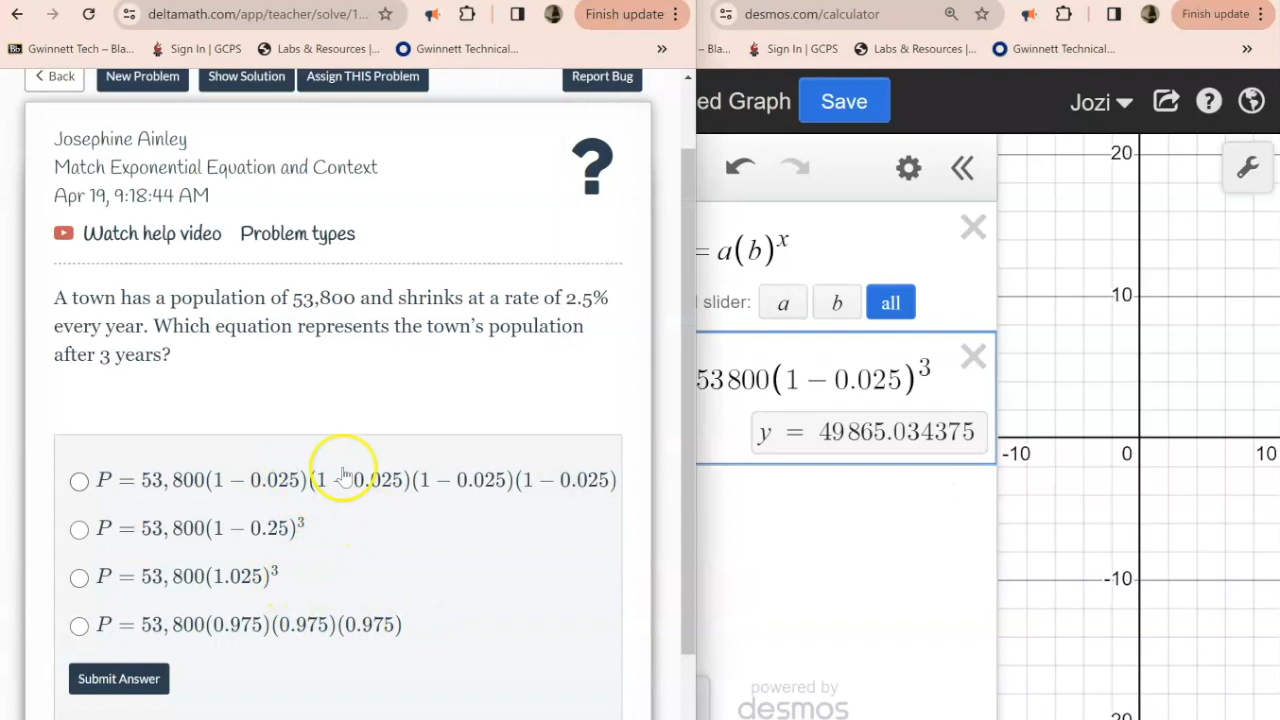 deltamath.com/app/teacher/solve/1...
Finish update
desmos.com/calculator
Finish update
Bb Gwinnett Tech – Bla...
Sign In | GCPS
Labs & Resources |...
Gwinnett Technical...
»
– Bla...
Sign In | GCPS
Labs & Resources |...
Gwinnett Technical...
»
< Back
New Problem
Show Solution
Assign THIS Problem
Report Bug
Josephine Ainley
Match Exponential Equation and Context
Apr 19, 9:18:44 AM
?
Watch help video Problem types
A town has a population of 53,800 and shrinks at a rate of 2.5%
every year. Which equation represents the town's population
after 3 years?
P = 53,800(1 − 0.025)(1 − 0.025)(1 − 0.025)(1 − 0.025)
P = 53,800(1 − 0.25)³
P = 53,800(1.025)³
P = 53,800(0.975)(0.975)(0.975)
Submit Answer
ed Graph
Save
Jozi
?
= a(b)ˣ
slider: a b all
53800(1 − 0.025)³
y = 49865.034375
powered by
desmos
20
10
-10
0
10
-10
-20